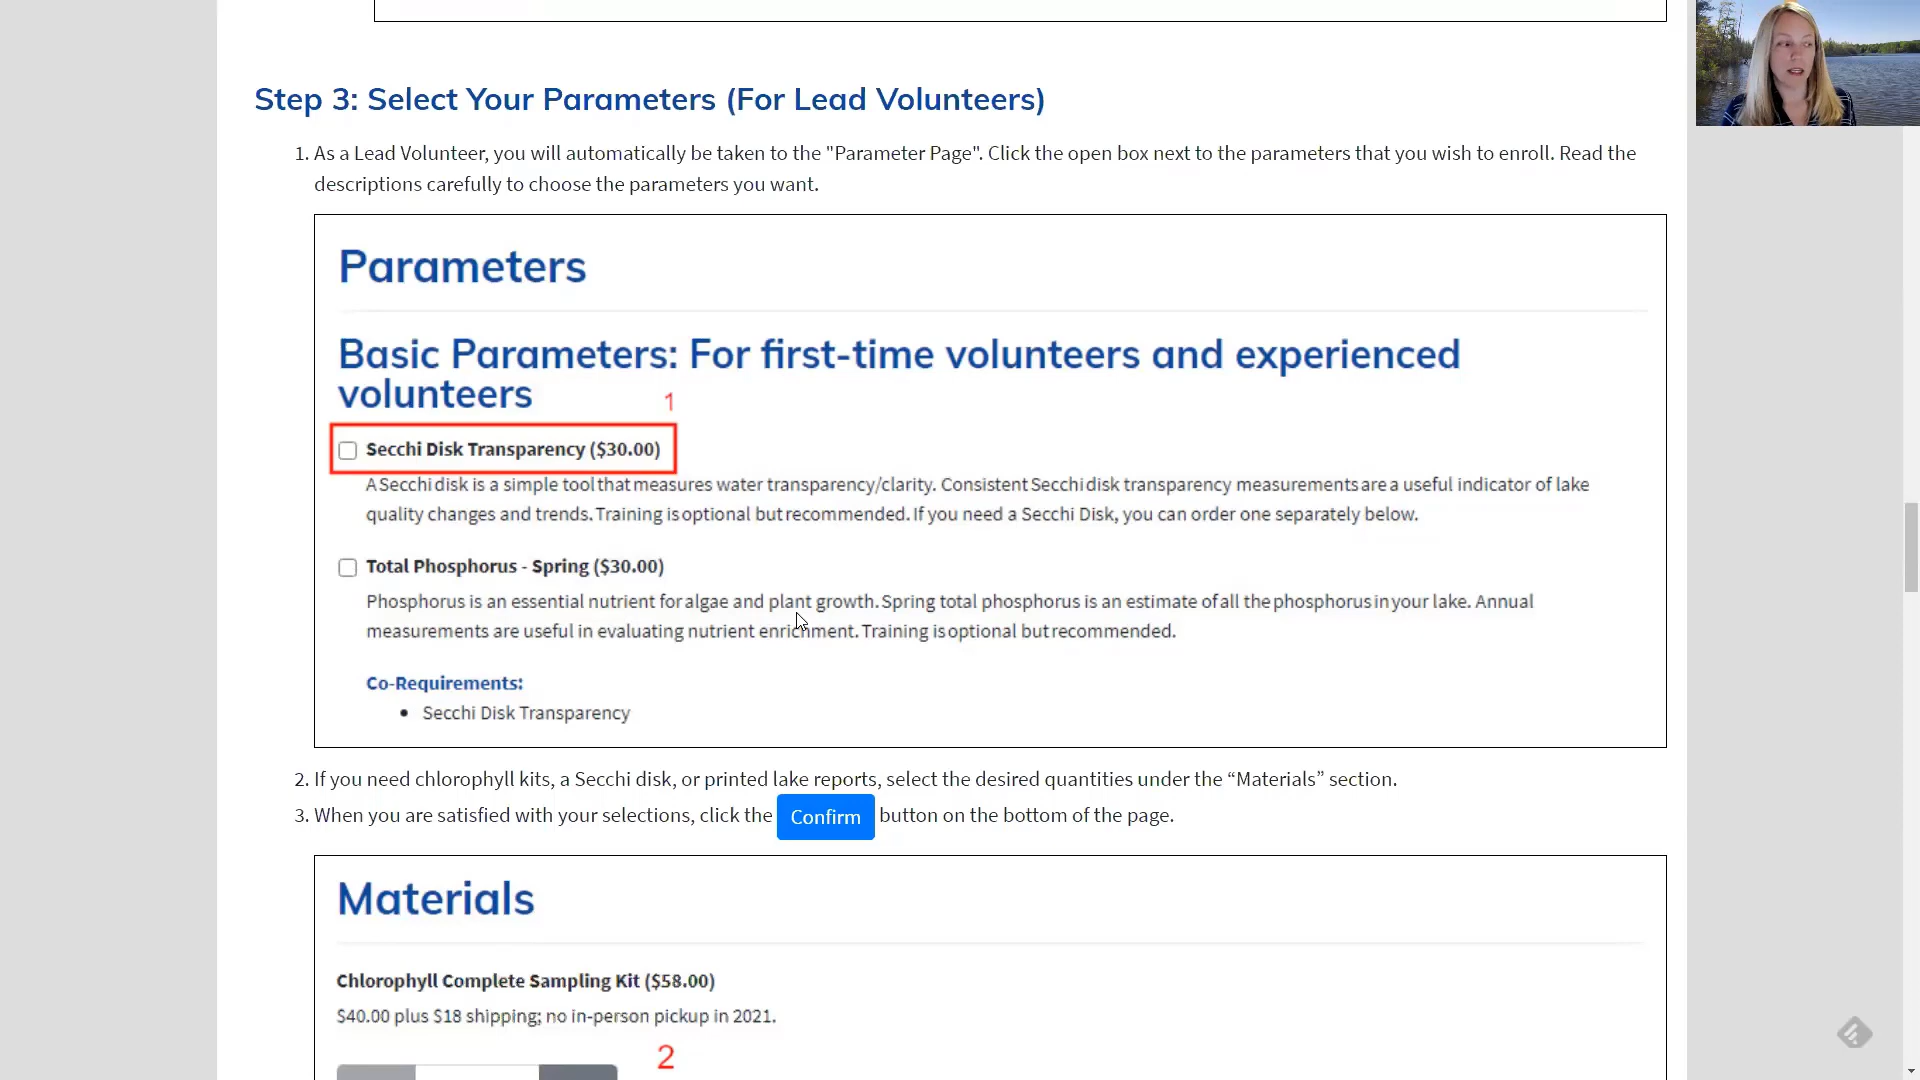 Step 3: Select Your Parameters (For Lead Volunteers)
1. As a Lead Volunteer, you will automatically be taken to the "Parameter Page". Click the open box next to the parameters that you wish to enroll. Read the
descriptions carefully to choose the parameters you want.
Parameters
Basic Parameters: For first-time volunteers and experienced
volunteers
1
Secchi Disk Transparency ($30.00)
A Secchi disk is a simple tool that measures water transparency/clarity. Consistent Secchi disk transparency measurements are a useful indicator of lake
quality changes and trends. Training is optional but recommended. If you need a Secchi Disk, you can order one separately below.
Total Phosphorus - Spring ($30.00)
Phosphorus is an essential nutrient for algae and plant growth. Spring total phosphorus is an estimate of all the phosphorus in your lake. Annual
measurements are useful in evaluating nutrient enrichment. Training is optional but recommended.
Co-Requirements:
• Secchi Disk Transparency
2. If you need chlorophyll kits, a Secchi disk, or printed lake reports, select the desired quantities under the “Materials” section.
3. When you are satisfied with your selections, click the Confirm button on the bottom of the page.
Materials
Chlorophyll Complete Sampling Kit ($58.00)
$40.00 plus $18 shipping; no in-person pickup in 2021.
2